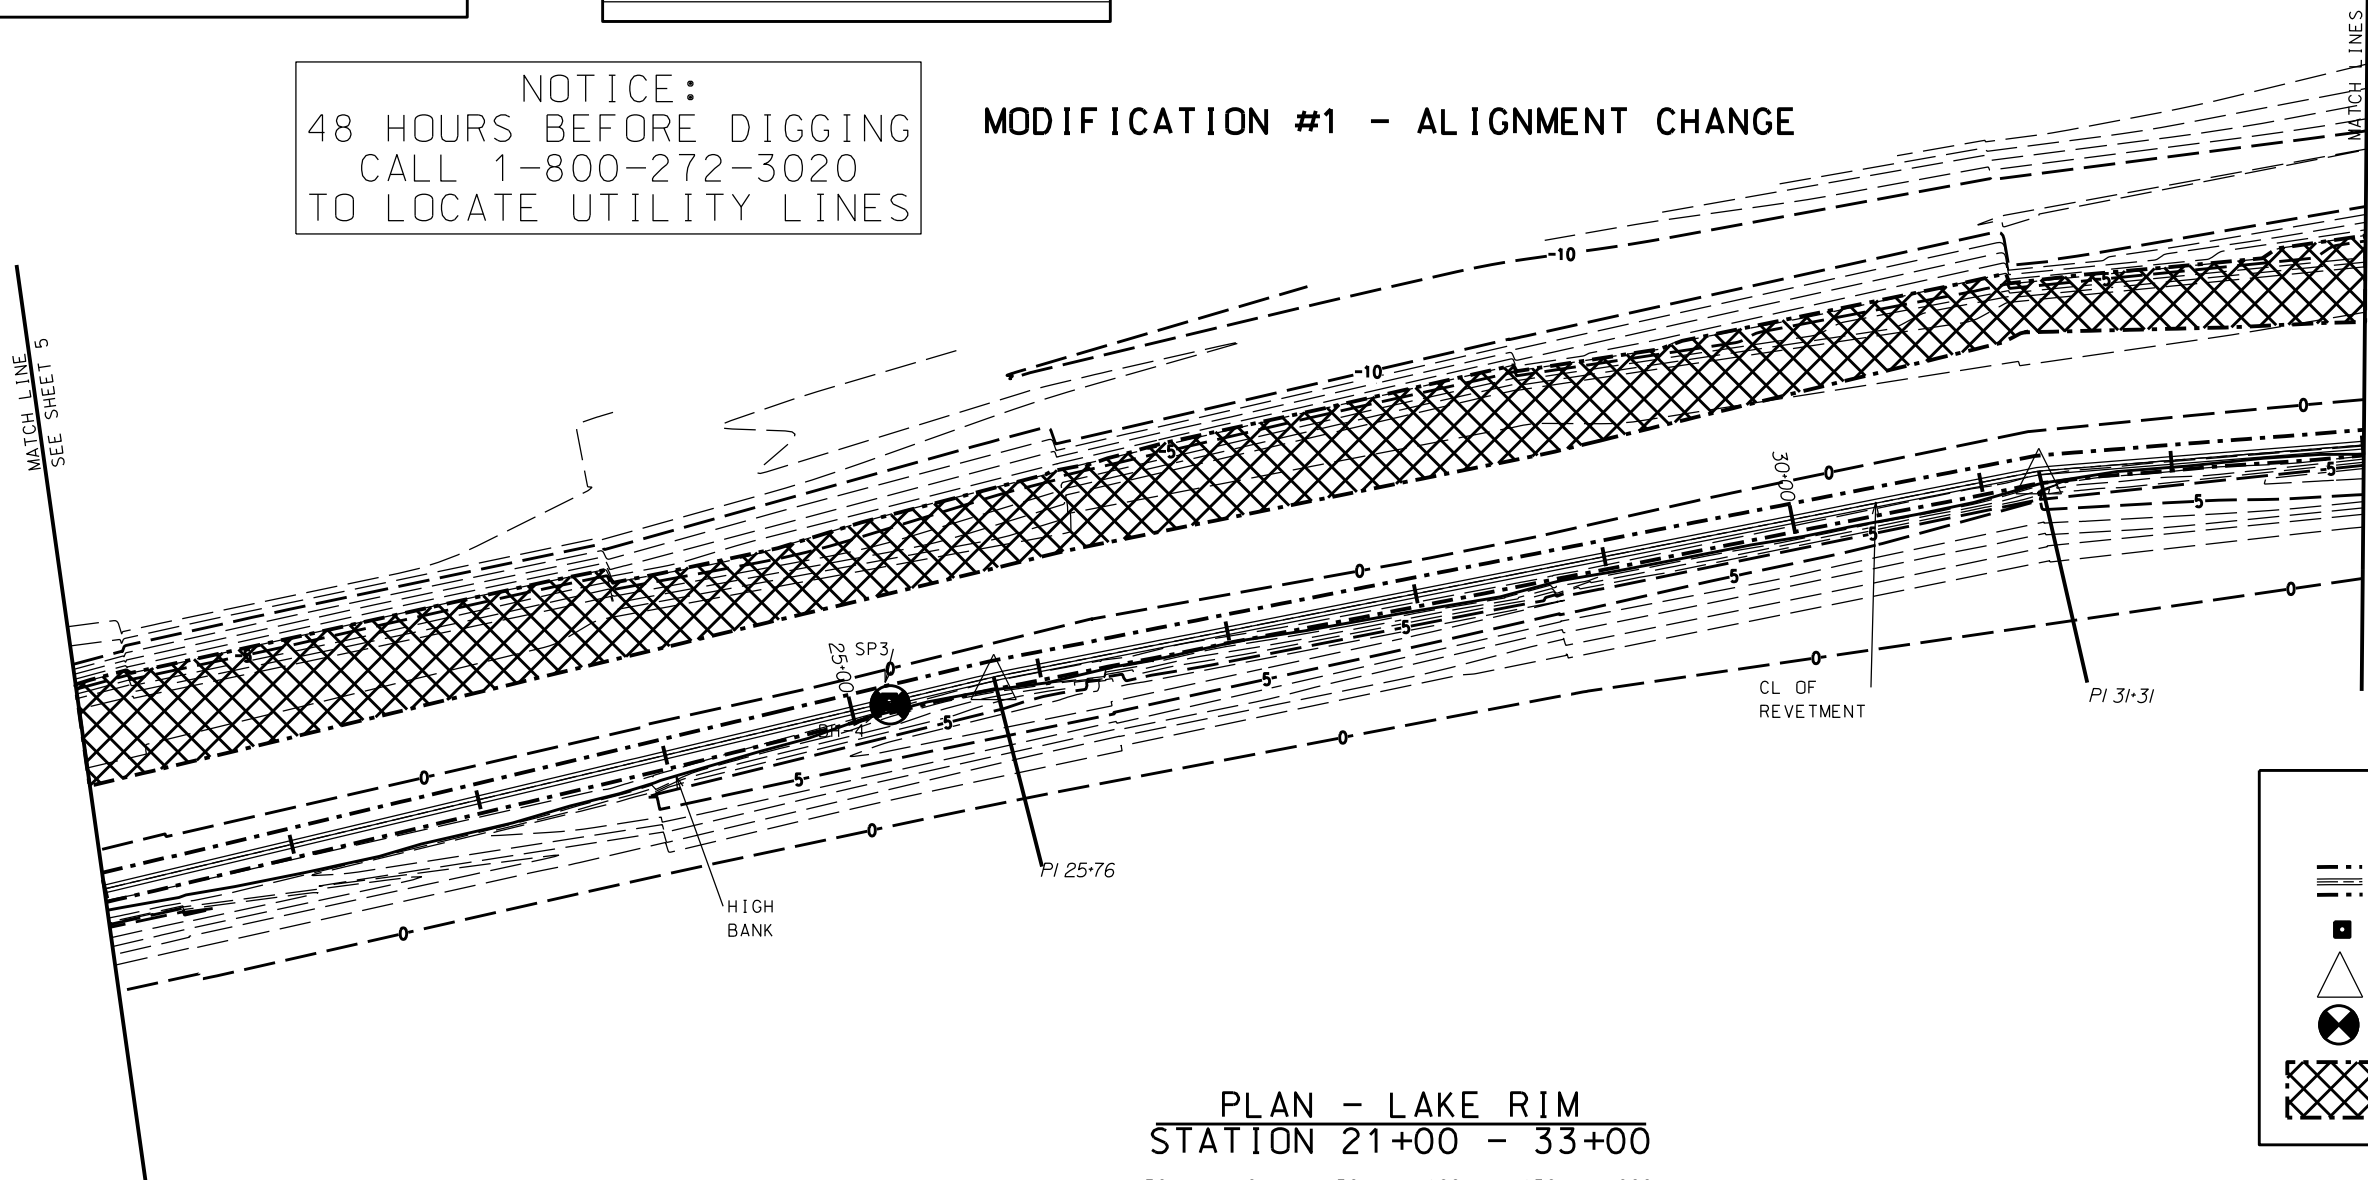 NOTICE:
48 HOURS BEFORE DIGGING
CALL 1-800-272-3020
TO LOCATE UTILITY LINES
MODIFICATION #1 - ALIGNMENT CHANGE
MATCH LINES
MATCH LINE
SEE SHEET 5
-10
-10
-5
-5
-5
0
0
0
0
30+00
25+00
SP3
0
BM-4
-5
-5
-5
-5
5
5
5
5
0
0
0
0
0
CL OF
REVETMENT
PI 31+31
PI 25+76
HIGH
BANK
PLAN - LAKE RIM
STATION 21+00 - 33+00